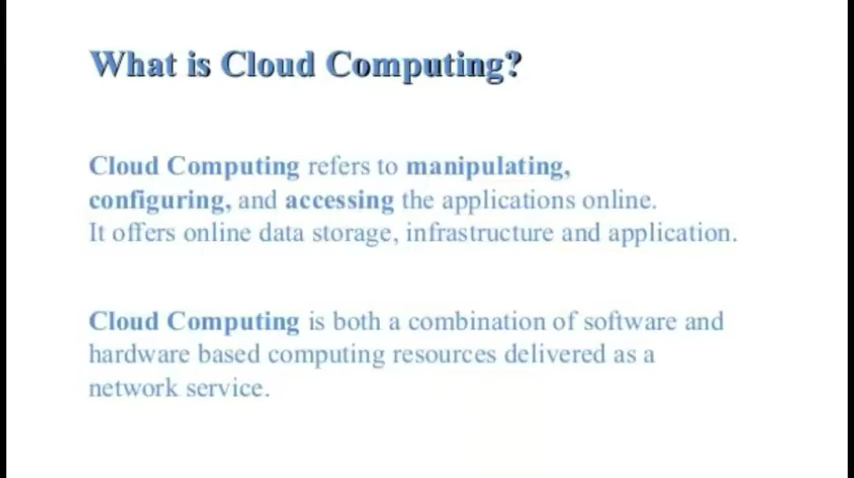 What is Cloud Computing?
Cloud Computing refers to manipulating,
configuring, and accessing the applications online.
It offers online data storage, infrastructure and application.
Cloud Computing is both a combination of software and
hardware based computing resources delivered as a
network service.